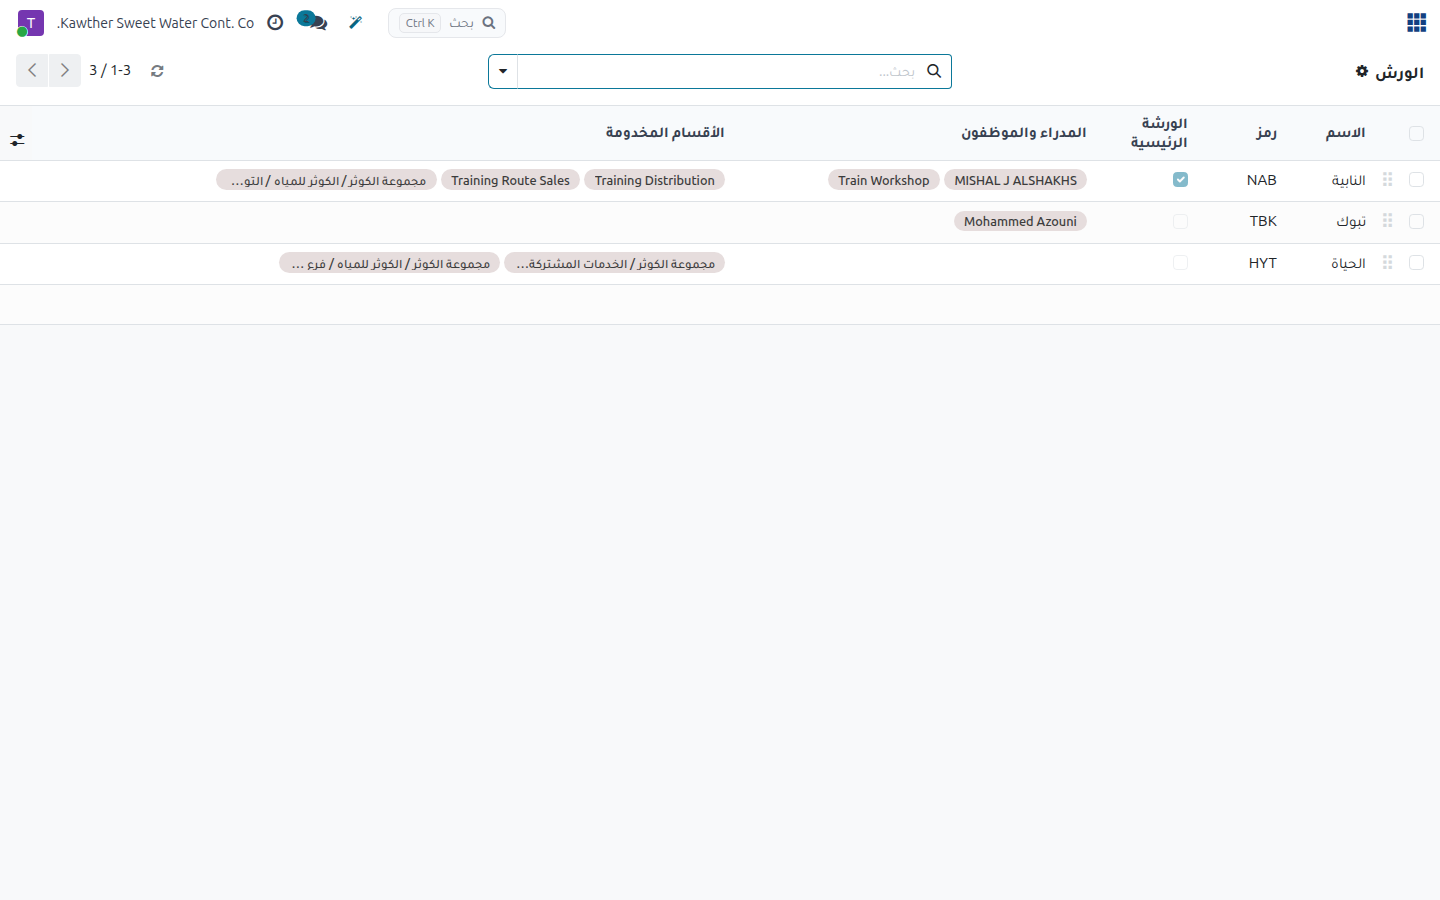 Kawther Sweet Water Cont. Co.
T
2
بحث Ctrl K
الورش
بحث...
3 / 1-3
الاسم رمز الورشة الرئيسية المدراء والموظفون الأقسام المخدومة
النابية NAB MISHAL ل ALSHAKHS Train Workshop Training Distribution Training Route Sales مجموعة الكوثر / الكوثر للمياه / التو...
تبوك TBK Mohammed Azouni
الحياة HYT مجموعة الكوثر / الخدمات المشتركة... مجموعة الكوثر / الكوثر للمياه / فرع ...